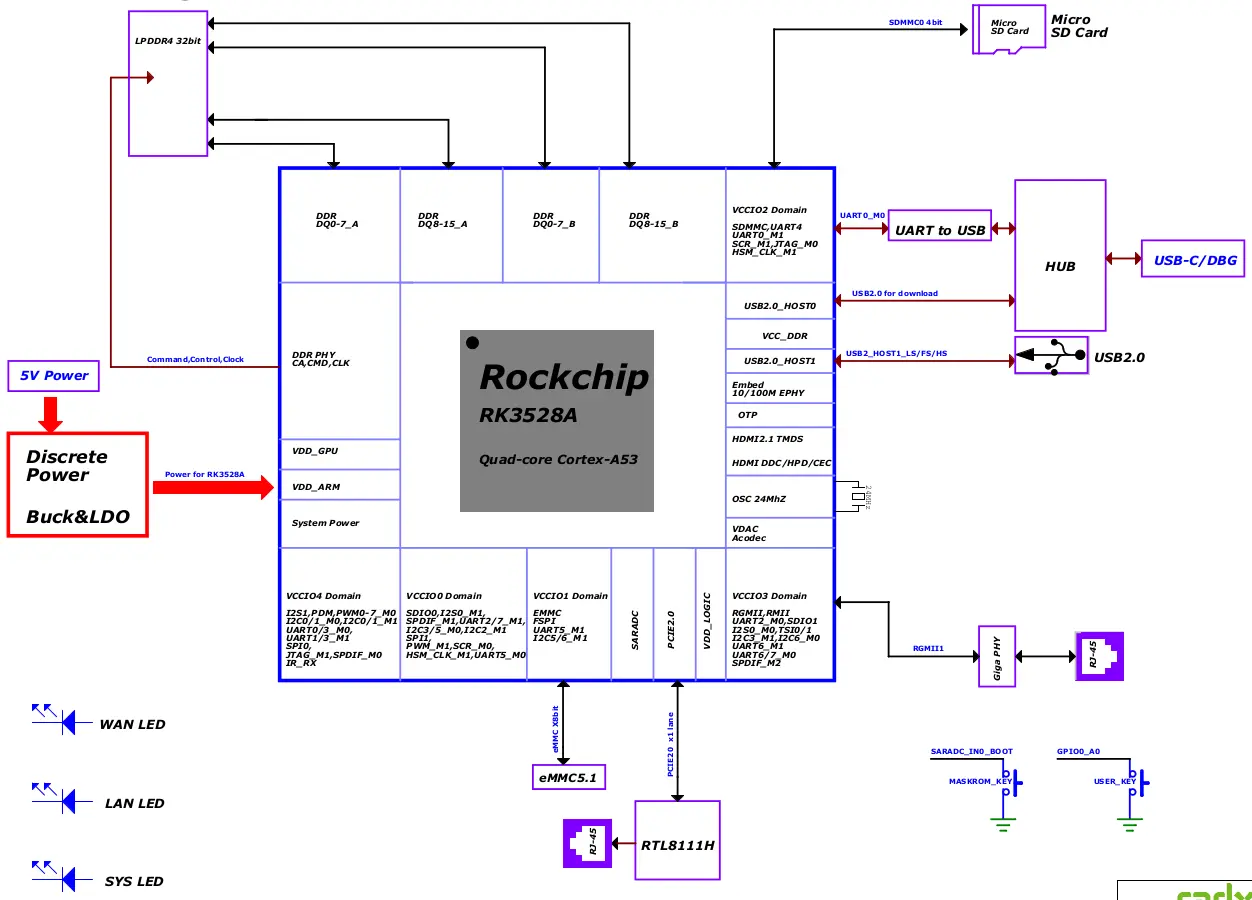 LPDDR4 32bit
SDMMC0 4bit
Micro
SD Card
Micro
SD Card
DDR
DQ0-7_A
DDR
DQ8-15_A
DDR
DQ0-7_B
DDR
DQ8-15_B
VCCIO2 Domain
SDMMC,UART4
UART0_M1
SCR_M1,JTAG_M0
HSM_CLK_M1
UART0_M0
UART to USB
HUB
USB-C/DBG
USB2.0_HOST0
USB2.0 for download
VCC_DDR
USB2.0_HOST1
USB2_HOST1_LS/FS/HS
USB2.0
Command,Control,Clock
DDR PHY
CA,CMD,CLK
5V Power
Discrete
Power
Buck&LDO
Power for RK3528A
VDD_GPU
VDD_ARM
System Power
Rockchip
RK3528A
Quad-core Cortex-A53
Embed
10/100M EPHY
OTP
HDMI2.1 TMDS
HDMI DDC/HPD/CEC
OSC 24MhZ
24MHz
VDAC
Acodec
VCCIO4 Domain
I2S1,PDM,PWM0-7_M0
I2C0/1_M0,I2C0/1_M1
UART0/3_M0,
UART1/3_M1
SPI0,
JTAG_M1,SPDIF_M0
IR_RX
VCCIO0 Domain
SDIO0,I2S0_M1,
SPDIF_M1,UART2/7_M1,
I2C3/5_M0,I2C2_M1
SPI1,
PWM_M1,SCR_M0,
HSM_CLK_M1,UART5_M0
VCCIO1 Domain
EMMC
FSPI
UART5_M1
I2C5/6_M1
SARADC
PCIE2.0
VDD_LOGIC
VCCIO3 Domain
RGMII,RMII
UART2_M0,SDIO1
I2S0_M0,TSI0/1
I2C3_M1,I2C6_M0
UART6_M1
UART6/7_M0
SPDIF_M2
RGMII1
Giga PHY
RJ-45
eMMC X8bit
eMMC5.1
PCIE20 x1 lane
RTL8111H
RJ-45
WAN LED
LAN LED
SYS LED
SARADC_IN0_BOOT
MASKROM_KEY
GPIO0_A0
USER_KEY